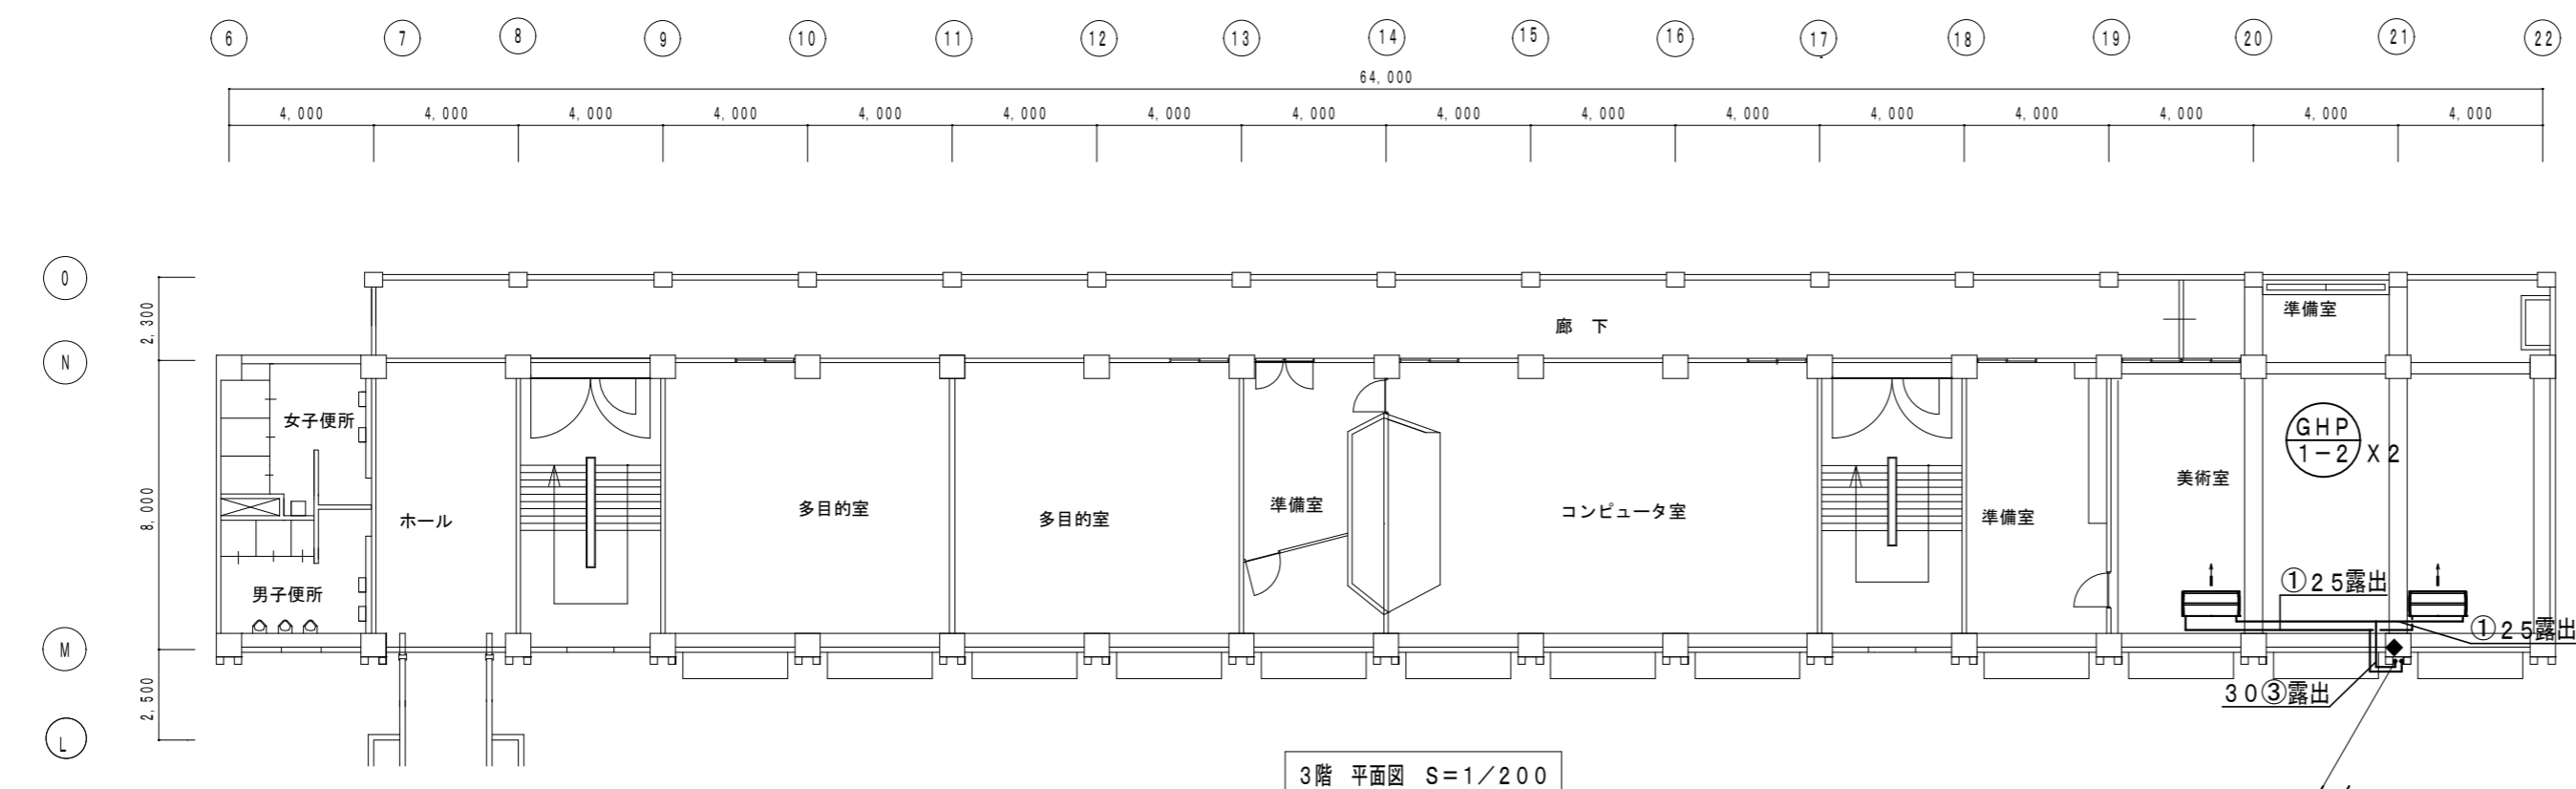 6 7 8 9 10 11 12 13 14 15 16 17 18 19 20 21 22
64,000
4,000 4,000 4,000 4,000 4,000 4,000 4,000 4,000 4,000 4,000 4,000 4,000 4,000 4,000 4,000 4,000
O
2,300
準備室
廊 下
N
女子便所
GHP
1-2 X2
美術室
8,000
多目的室
準備室
コンピュータ室
ホール
多目的室
準備室
①25露出
男子便所
①25露出
M
30③露出
2,500
L
3階 平面図 S=1/200